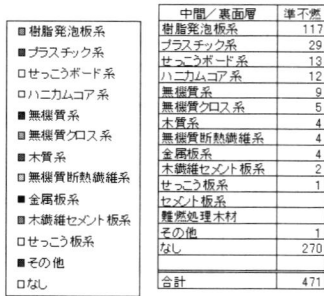 樹脂発泡板系
プラスチック系
せっこうボード系
ハニカムコア系
無機質系
無機質クロス系
木質系
無機質断熱繊維系
金属板系
木繊維セメント板系
せっこう板系
その他
なし
中間/裏面層 準不燃
樹脂発泡板系 117
プラスチック系 29
せっこうボード系 13
ハニカムコア系 12
無機質系 9
無機質クロス系 5
木質系 4
無機質断熱繊維系 4
金属板系 4
木繊維セメント板系 2
せっこう板系 1
セメント板系
難燃処理木材
その他 1
なし 270
合計 471